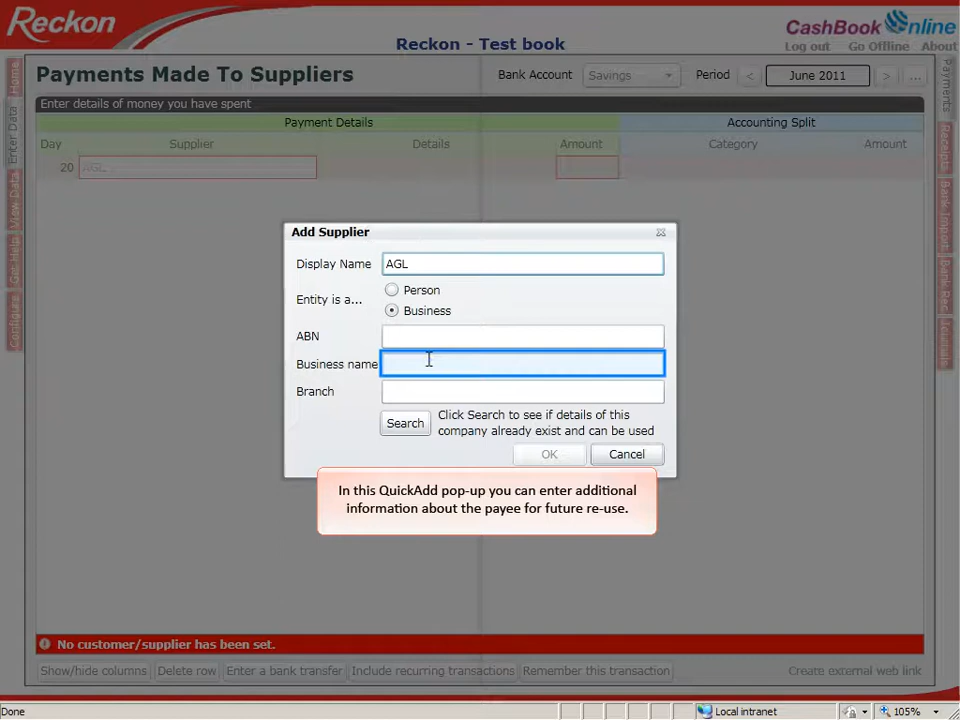 Reckon
CashBook Online
Reckon - Test book
Log out Go Offline About
Payments Made To Suppliers
Bank Account Savings Period < June 2011 > ...
Enter details of money you have spent
Payment Details Accounting Split
Day Supplier Details Amount Category Amount
20 AGL
Home
Enter Data
View Data
Get Help
Configure
Payments
Receipts
Bank Import
Bank Rec
Journals
Add Supplier
Display Name AGL
Entity is a...
Person
Business
ABN
Business name
Branch
Search
Click Search to see if details of this
company already exist and can be used
OK Cancel
In this QuickAdd pop-up you can enter additional
information about the payee for future re-use.
No customer/supplier has been set.
Show/hide columns Delete row Enter a bank transfer Include recurring transactions Remember this transaction Create external web link
Done Local intranet 105%